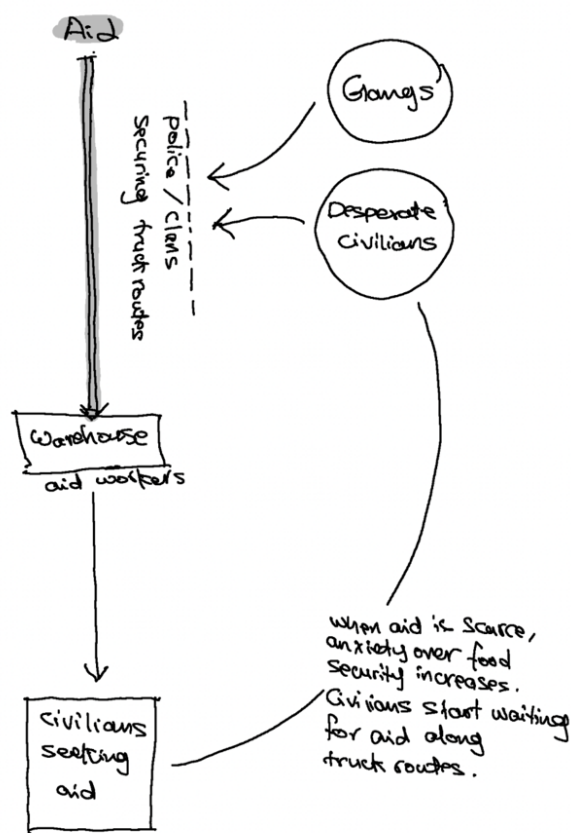 Aid
Gangs
police / Clans
securing truck routes
Desperate
civilians
Warehouse
aid workers
when aid is scarce,
anxiety over food
security increases.
Civilians start waiting
for aid along
truck routes.
civilians
seeking
aid